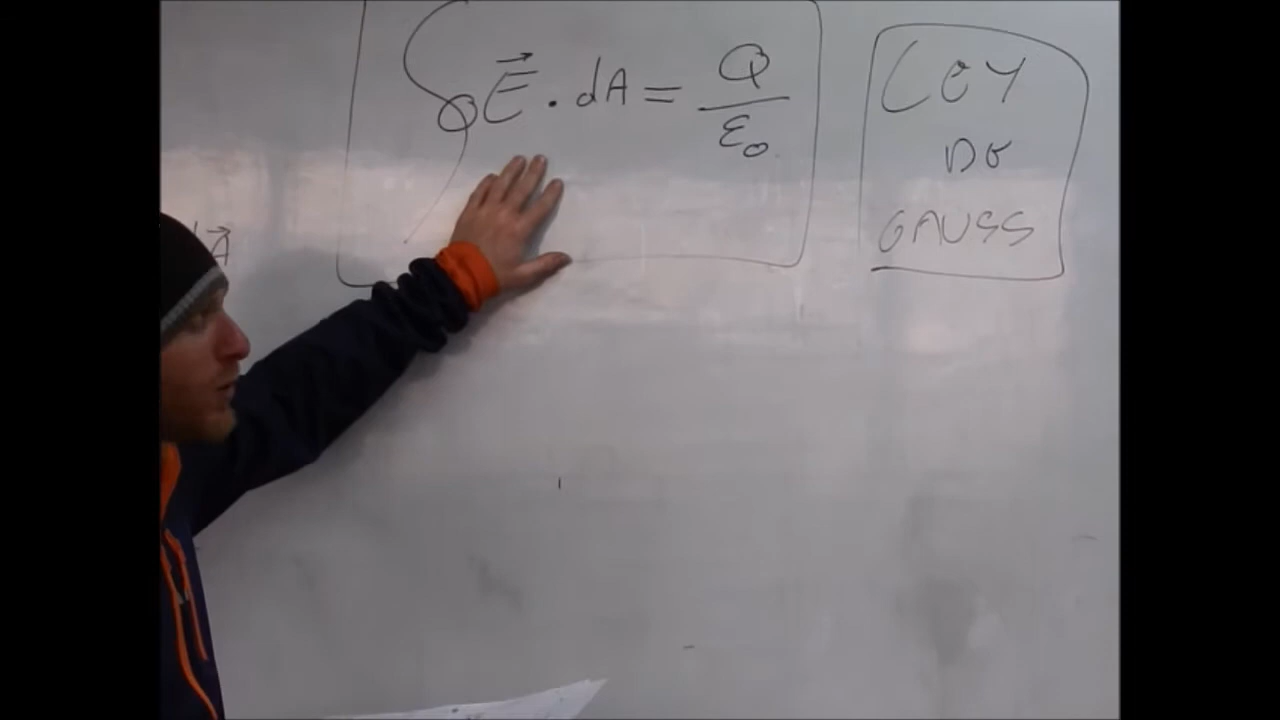 ∮ E⃗ . dA = Q / ε₀
LEY
DE
GAUSS
A⃗